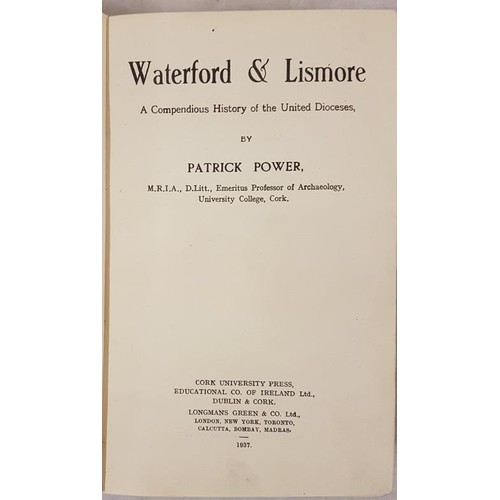 Waterford & Lismore
A Compendious History of the United Dioceses,
BY
PATRICK POWER,
M.R.I.A., D.Litt., Emeritus Professor of Archaeology,
University College, Cork.
CORK UNIVERSITY PRESS,
EDUCATIONAL CO. OF IRELAND Ltd.,
DUBLIN & CORK.
LONGMANS GREEN & CO. Ltd.,
LONDON, NEW YORK, TORONTO,
CALCUTTA, BOMBAY, MADRAS.
—
1937.